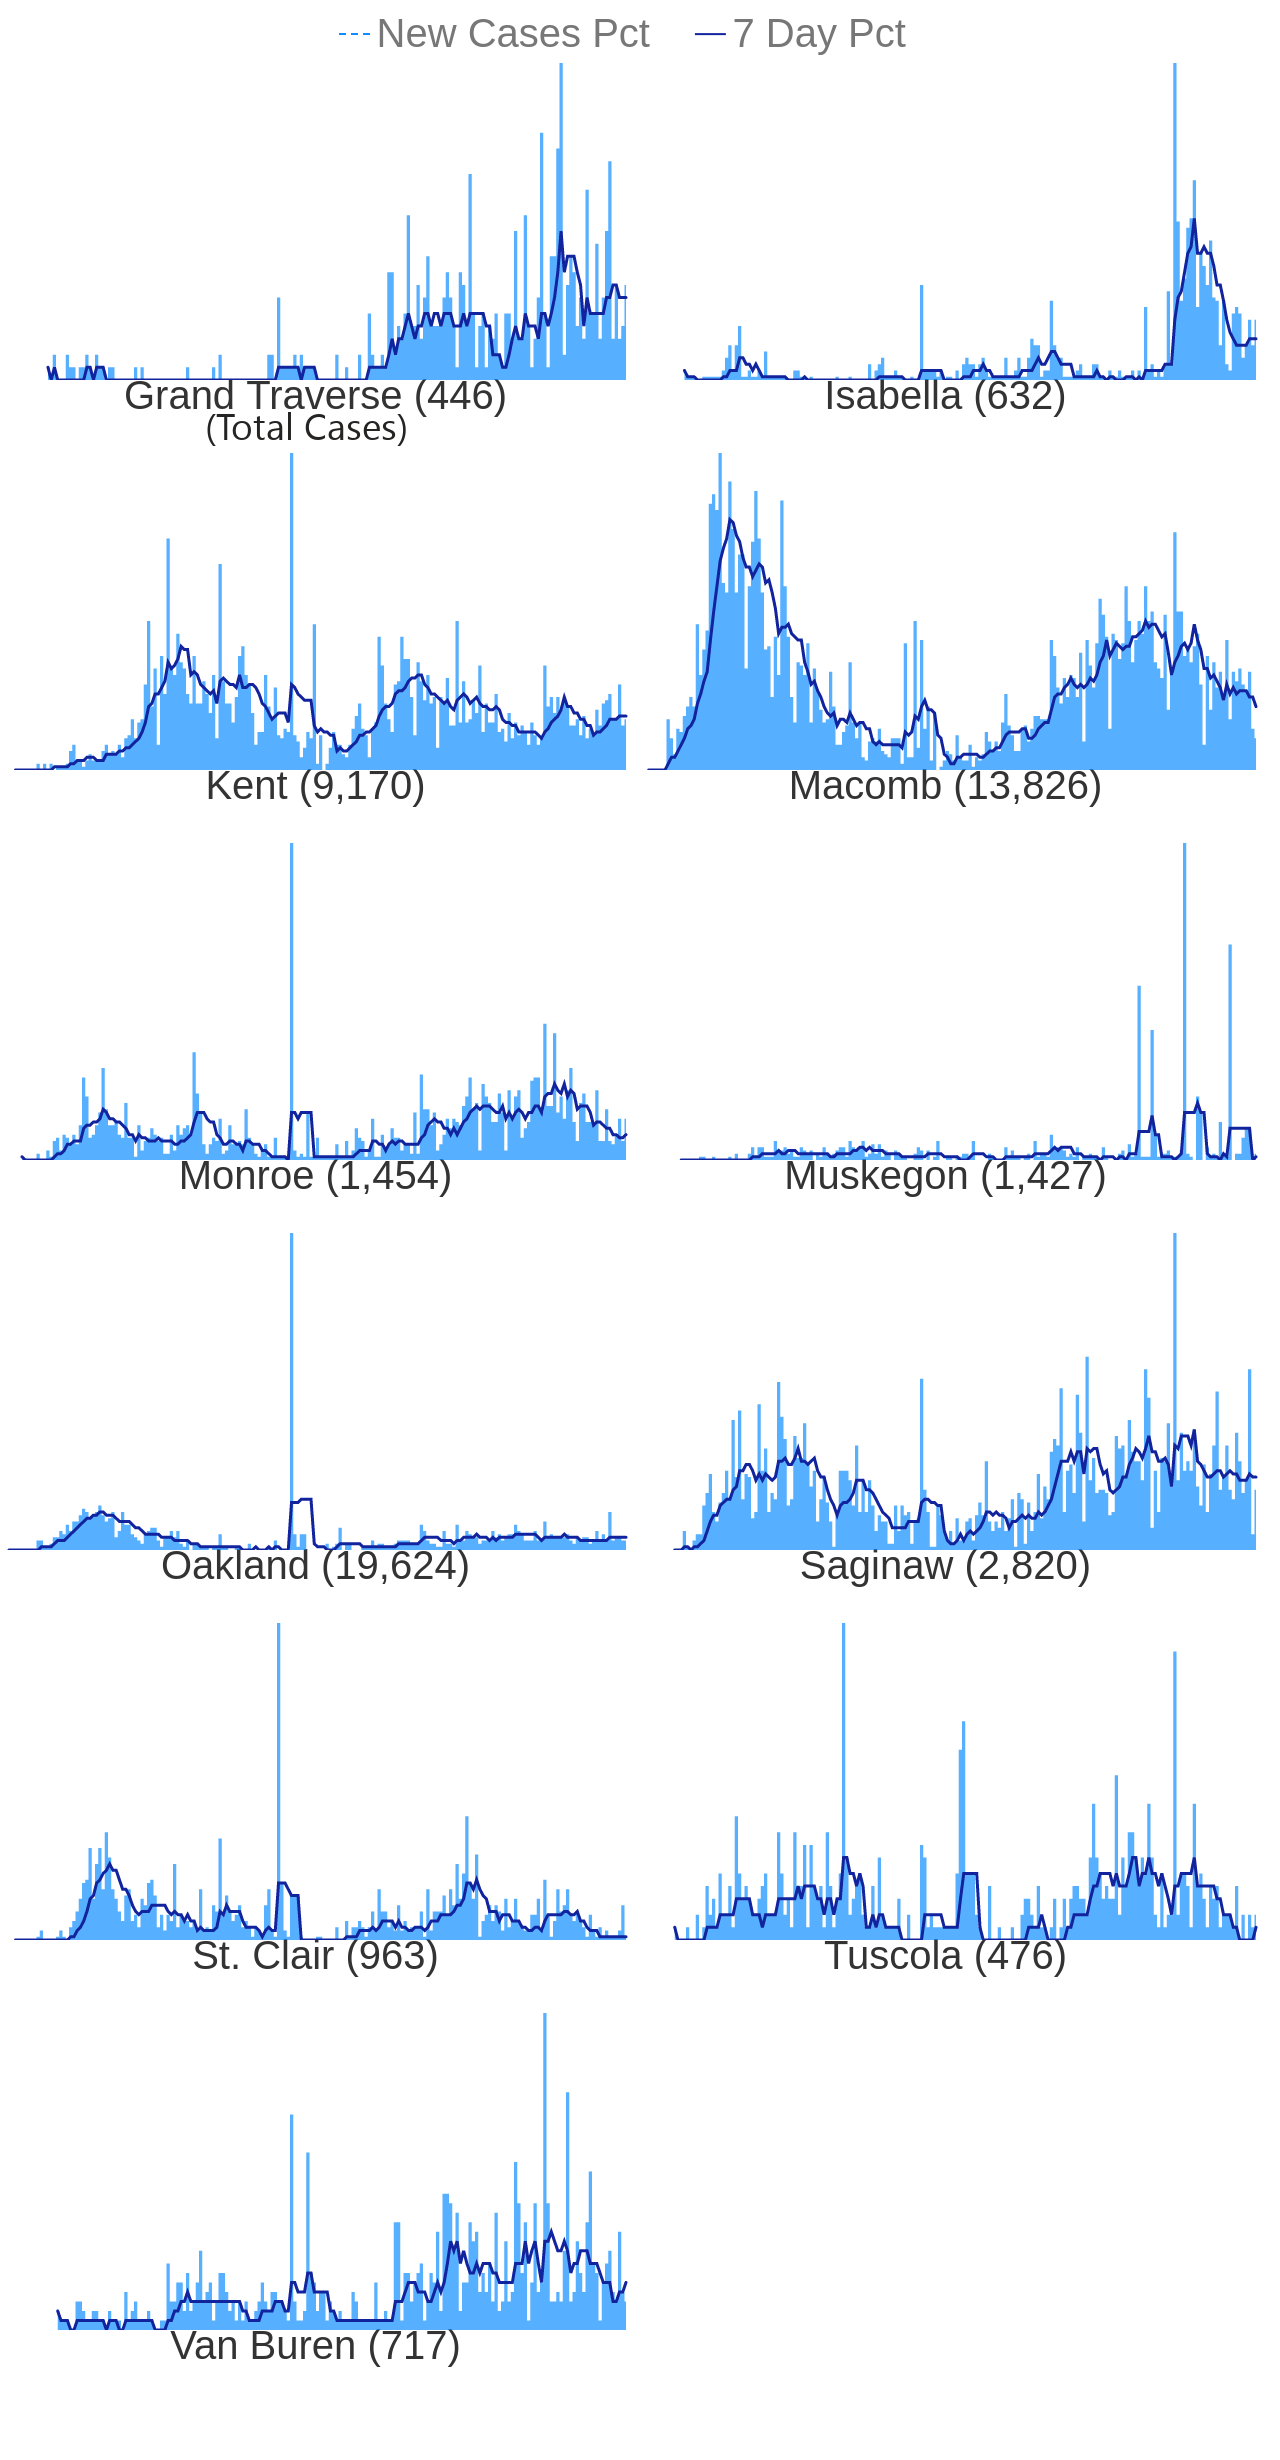 New Cases Pct 7 Day Pct
Grand Traverse (446) Isabella (632)
(Total Cases)
Kent (9,170) Macomb (13,826)
Monroe (1,454) Muskegon (1,427)
Oakland (19,624) Saginaw (2,820)
St. Clair (963) Tuscola (476)
Van Buren (717)